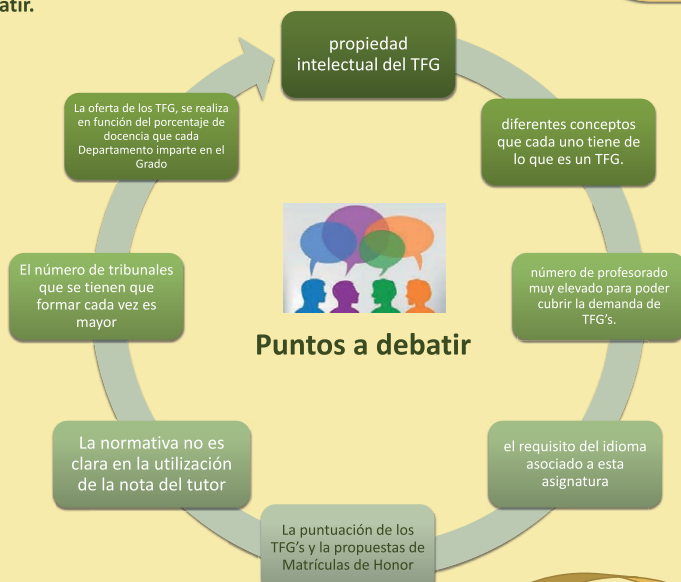 atir.
propiedad
intelectual del TFG
diferentes conceptos
que cada uno tiene de
lo que es un TFG.
número de profesorado
muy elevado para poder
cubrir la demanda de
TFG's.
el requisito del idioma
asociado a esta
asignatura
La puntuación de los
TFG's y la propuestas de
Matrículas de Honor
La normativa no es
clara en la utilización
de la nota del tutor
El número de tribunales
que se tienen que
formar cada vez es
mayor
La oferta de los TFG, se realiza
en función del porcentaje de
docencia que cada
Departamento imparte en el
Grado
Puntos a debatir